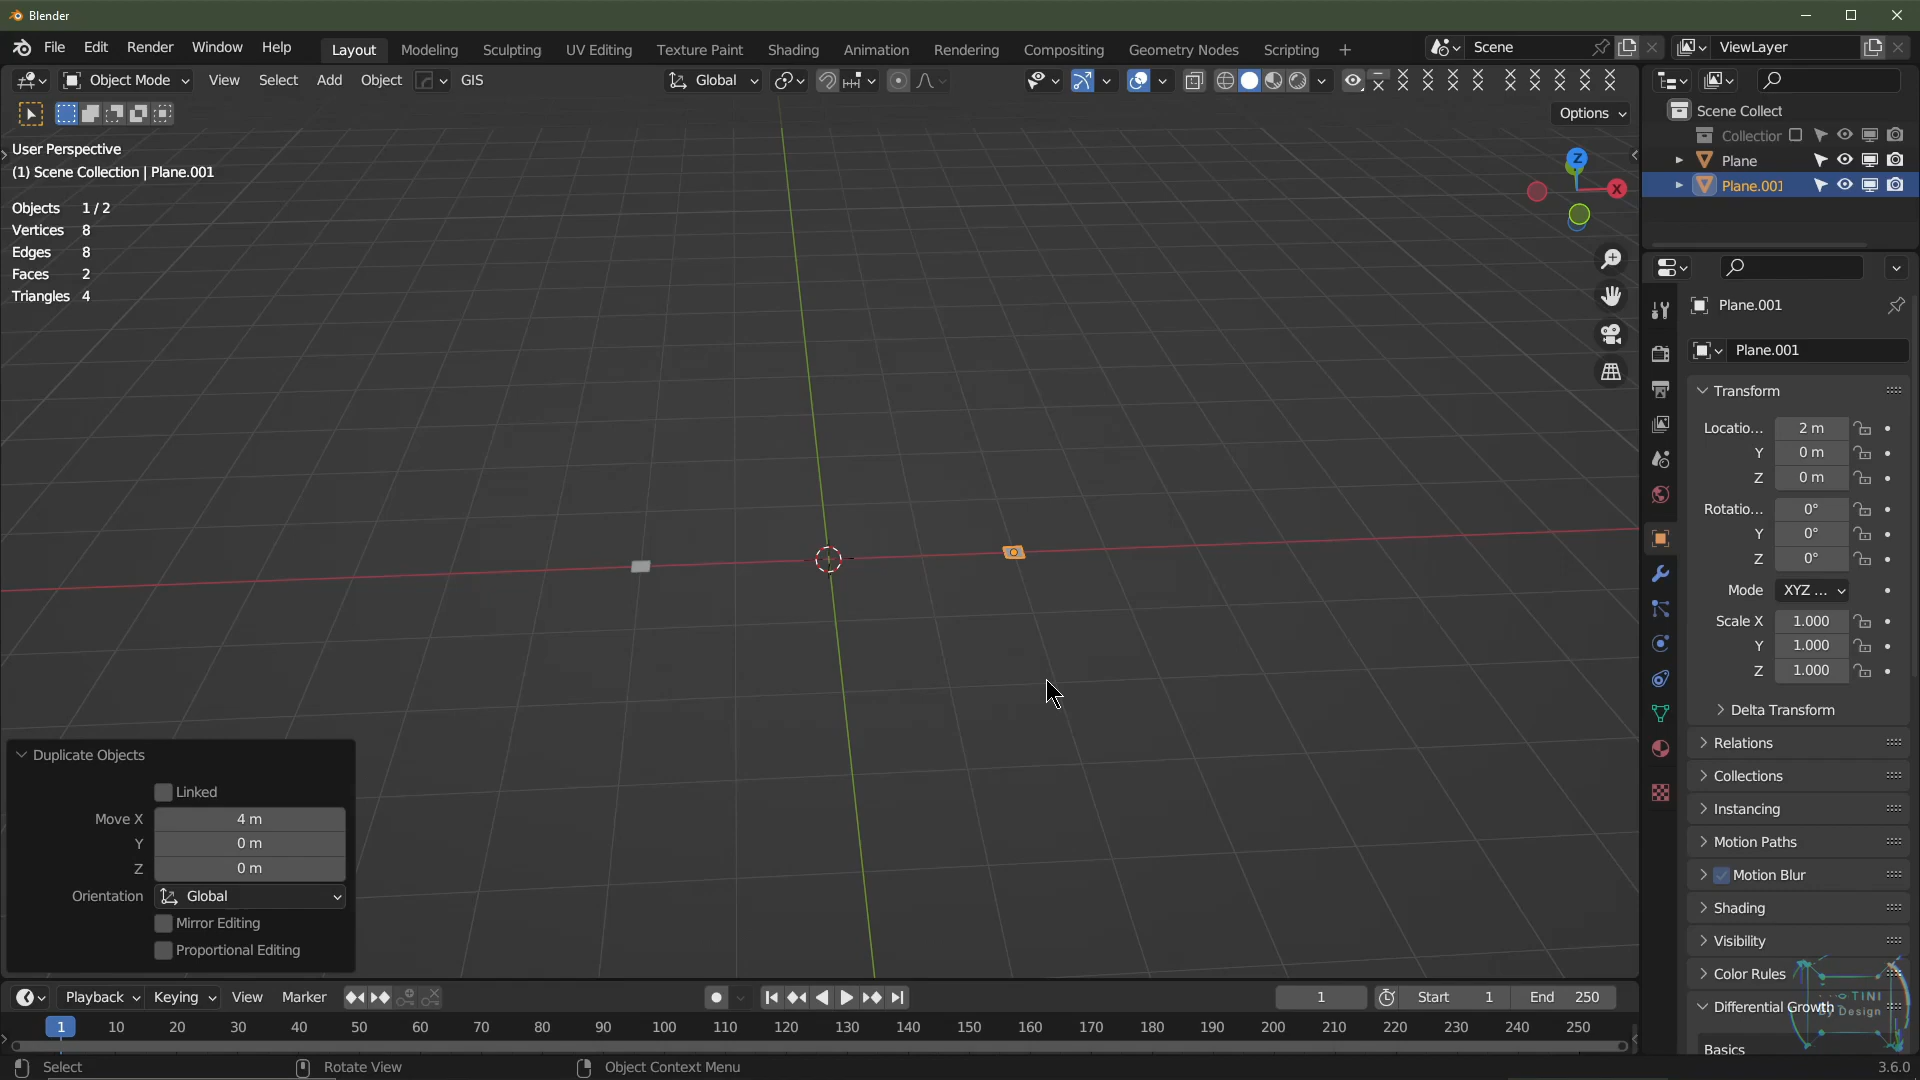 Blender
File Edit Render Window Help Layout Modeling Sculpting UV Editing Texture Paint Shading Animation Rendering Compositing Geometry Nodes Scripting + Scene ViewLayer
Object Mode View Select Add Object GIS Global
Options
User Perspective
(1) Scene Collection | Plane.001
Objects 1 / 2
Vertices 8
Edges 8
Faces 2
Triangles 4
Z
X
Scene Collect
Collectior
Plane
Plane.001
Plane.001
Plane.001
Transform
Locatio... 2 m
Y 0 m
Z 0 m
Rotatio... 0°
Y 0°
Z 0°
Mode XYZ ...
Scale X 1.000
Y 1.000
Z 1.000
Delta Transform
Relations
Collections
Instancing
Motion Paths
Motion Blur
Shading
Visibility
Color Rules
Differential Growth
Basics
TINI
By Design
Duplicate Objects
Linked
Move X 4 m
Y 0 m
Z 0 m
Orientation Global
Mirror Editing
Proportional Editing
Playback Keying View Marker 1 Start 1 End 250
1 10 20 30 40 50 60 70 80 90 100 110 120 130 140 150 160 170 180 190 200 210 220 230 240 250
Select Rotate View Object Context Menu 3.6.0